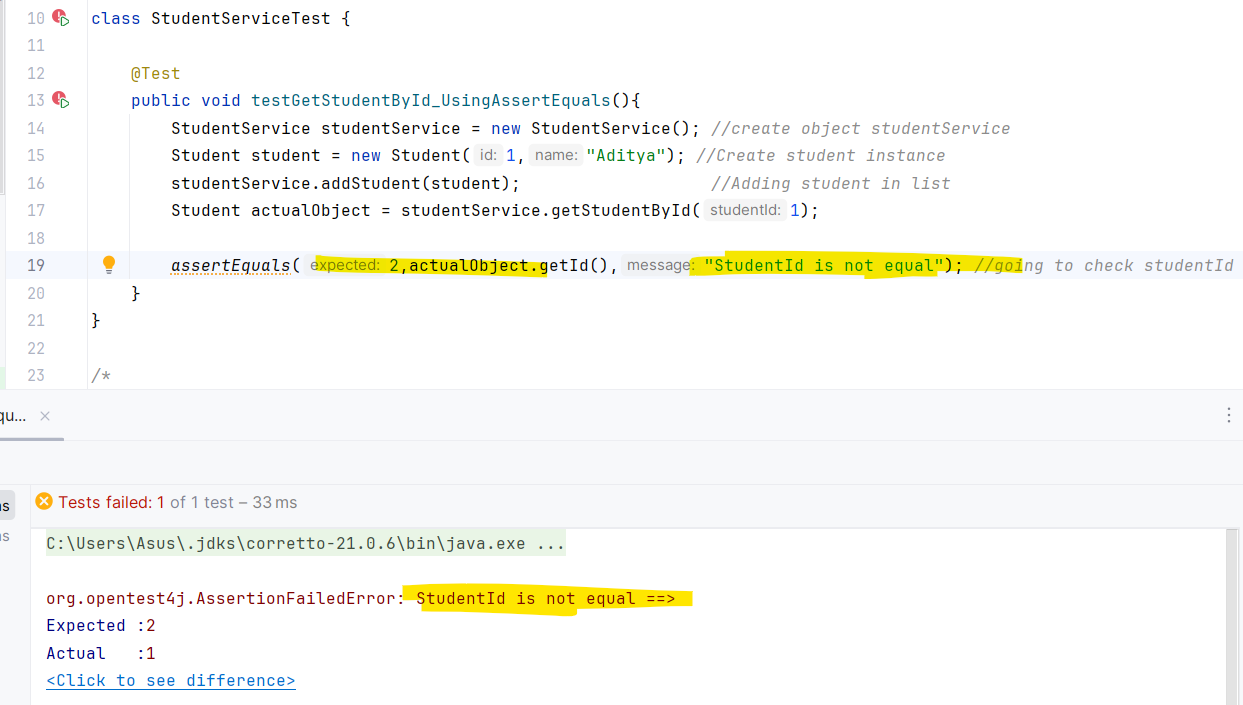 10 class StudentServiceTest {
11
12 @Test
13 public void testGetStudentById_UsingAssertEquals(){
14 StudentService studentService = new StudentService(); //create object studentService
15 Student student = new Student( id: 1, name: "Aditya"); //Create student instance
16 studentService.addStudent(student); //Adding student in list
17 Student actualObject = studentService.getStudentById( studentId: 1);
18
19 assertEquals( expected: 2,actualObject.getId(), message: "StudentId is not equal"); //going to check studentId
20 }
21 }
22
23 /*
qu... ×
Tests failed: 1 of 1 test – 33 ms
C:\Users\Asus\.jdks\corretto-21.0.6\bin\java.exe ...
org.opentest4j.AssertionFailedError: StudentId is not equal ==>
Expected :2
Actual :1
<Click to see difference>